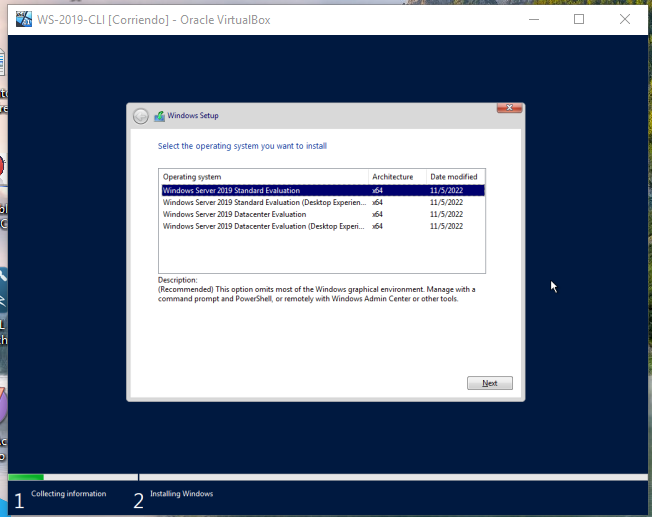 WS-2019-CLI [Corriendo] - Oracle VirtualBox
Windows Setup
Select the operating system you want to install
Operating system Architecture Date modified
Windows Server 2019 Standard Evaluation x64 11/5/2022
Windows Server 2019 Standard Evaluation (Desktop Experien... x64 11/5/2022
Windows Server 2019 Datacenter Evaluation x64 11/5/2022
Windows Server 2019 Datacenter Evaluation (Desktop Experi... x64 11/5/2022
Description:
(Recommended) This option omits most of the Windows graphical environment. Manage with a
command prompt and PowerShell, or remotely with Windows Admin Center or other tools.
Next
1 Collecting information 2 Installing Windows